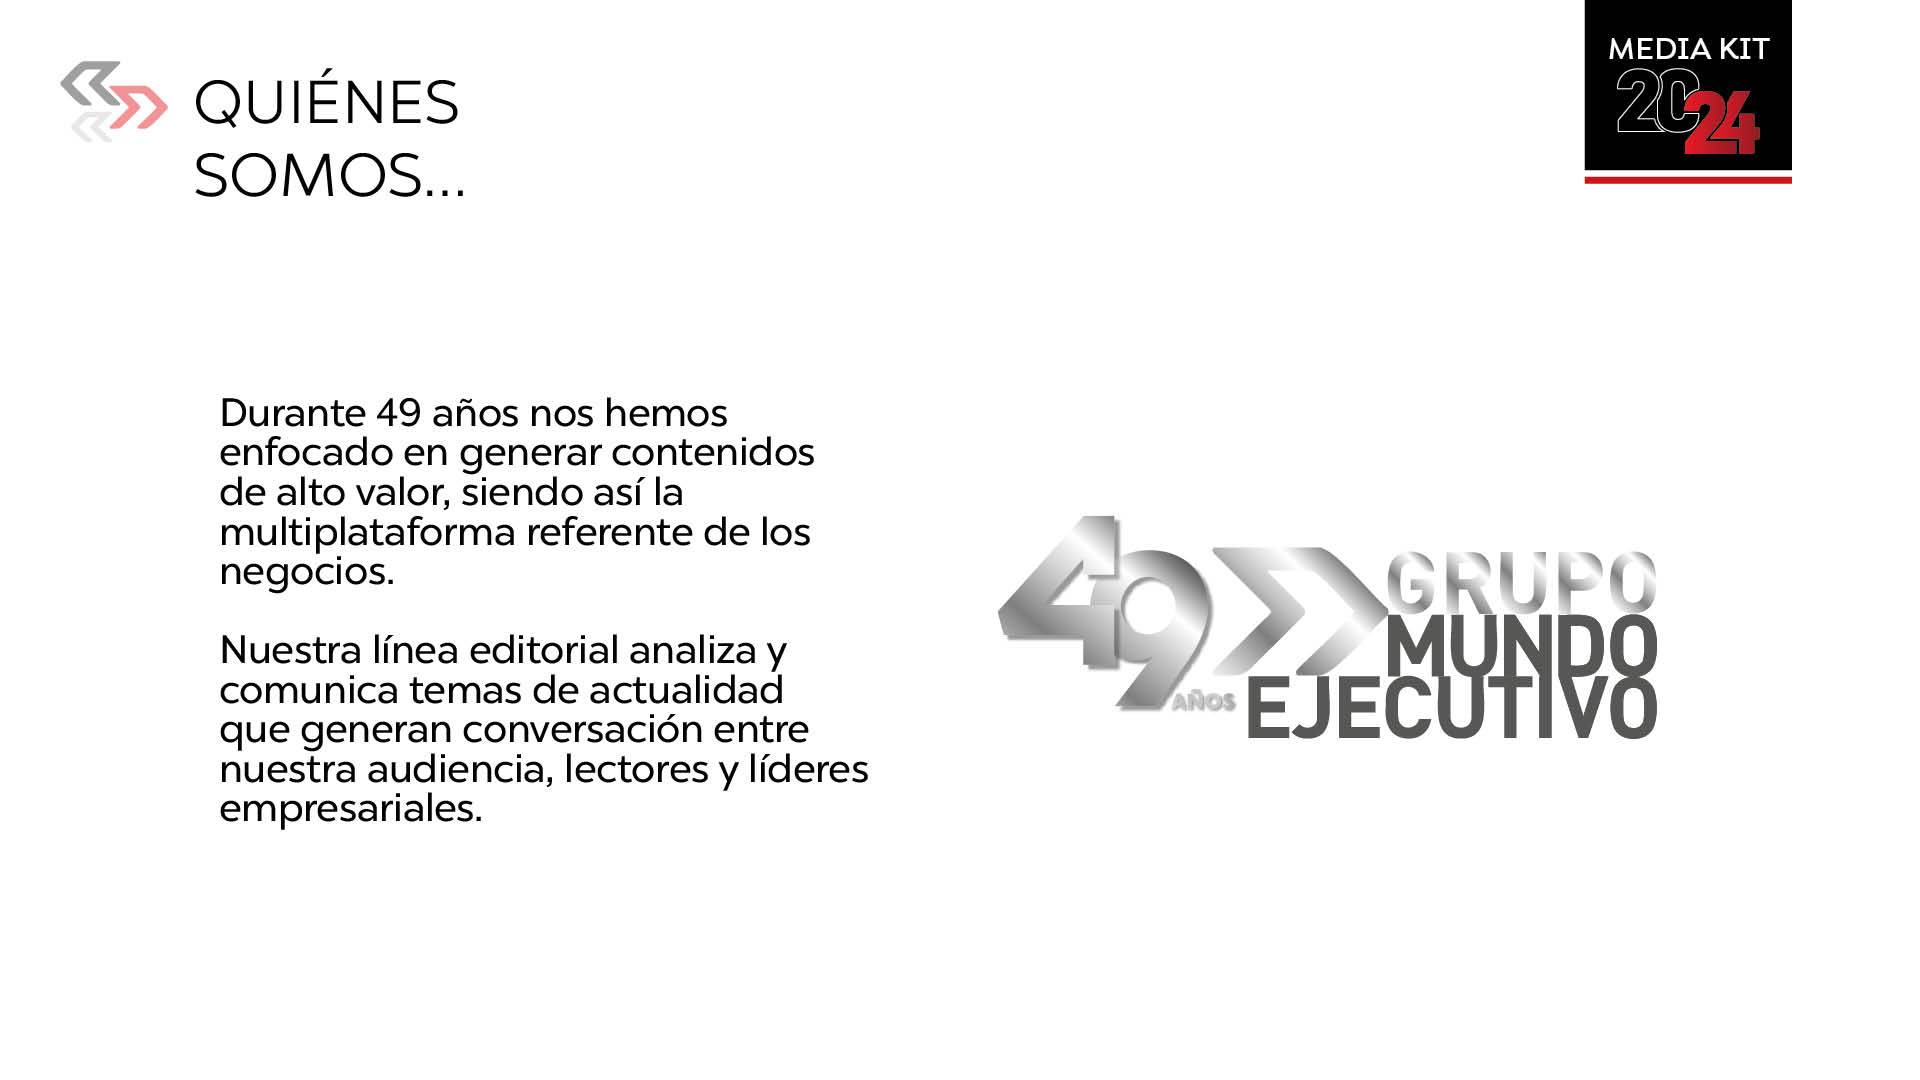 QUIÉNES
SOMOS...
MEDIA KIT
2024
Durante 49 años nos hemos
enfocado en generar contenidos
de alto valor, siendo así la
multiplataforma referente de los
negocios.
Nuestra línea editorial analiza y
comunica temas de actualidad
que generan conversación entre
nuestra audiencia, lectores y líderes
empresariales.
49 AÑOS
GRUPO
MUNDO
EJECUTIVO